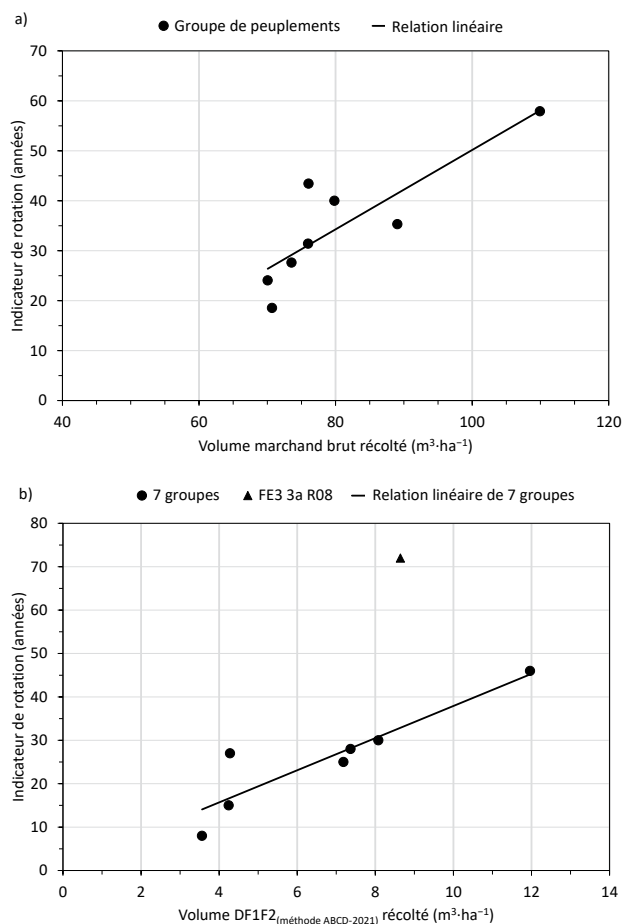 a)
● Groupe de peuplements — Relation linéaire
Indicateur de rotation (années)
70
60
50
40
30
20
10
0
40 60 80 100 120
Volume marchand brut récolté (m³·ha⁻¹)
b)
● 7 groupes ▲ FE3 3a R08 — Relation linéaire de 7 groupes
Indicateur de rotation (années)
80
70
60
50
40
30
20
10
0
0 2 4 6 8 10 12 14
Volume DF1F2(méthode ABCD-2021) récolté (m³·ha⁻¹)